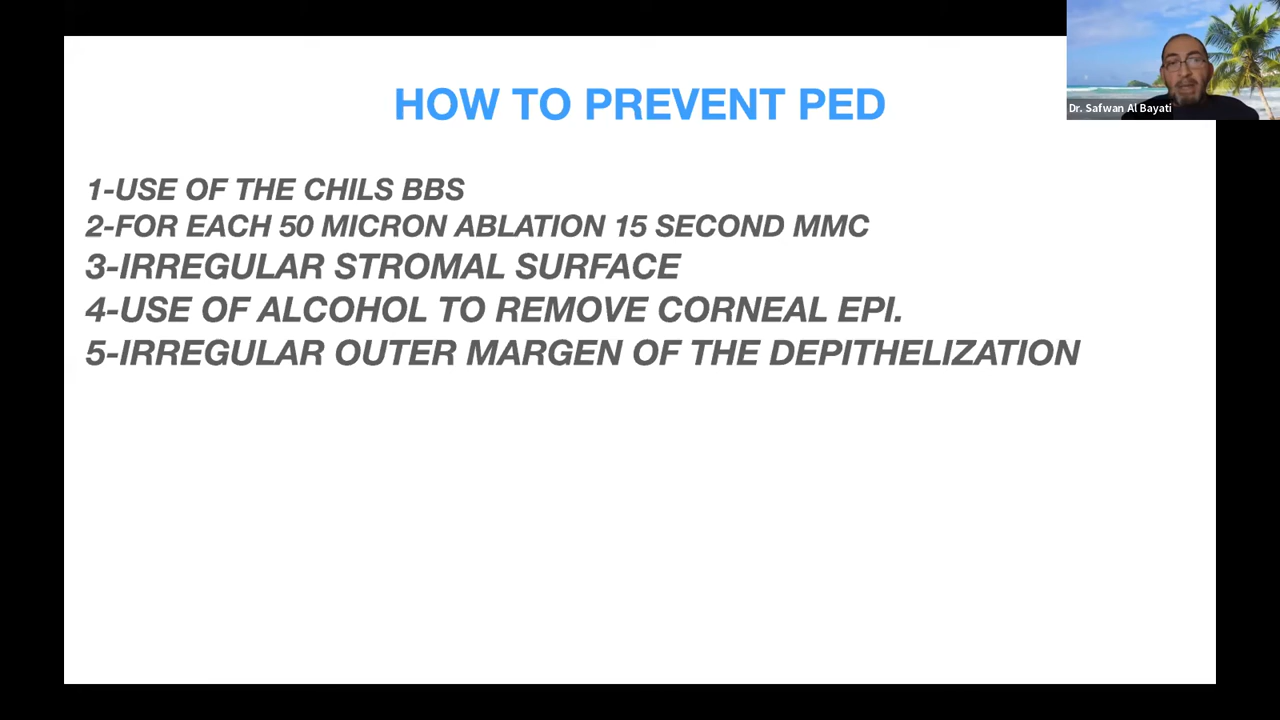 HOW TO PREVENT PED
Dr. Safwan Al Bayati
1-USE OF THE CHILS BBS
2-FOR EACH 50 MICRON ABLATION 15 SECOND MMC
3-IRREGULAR STROMAL SURFACE
4-USE OF ALCOHOL TO REMOVE CORNEAL EPI.
5-IRREGULAR OUTER MARGEN OF THE DEPITHELIZATION